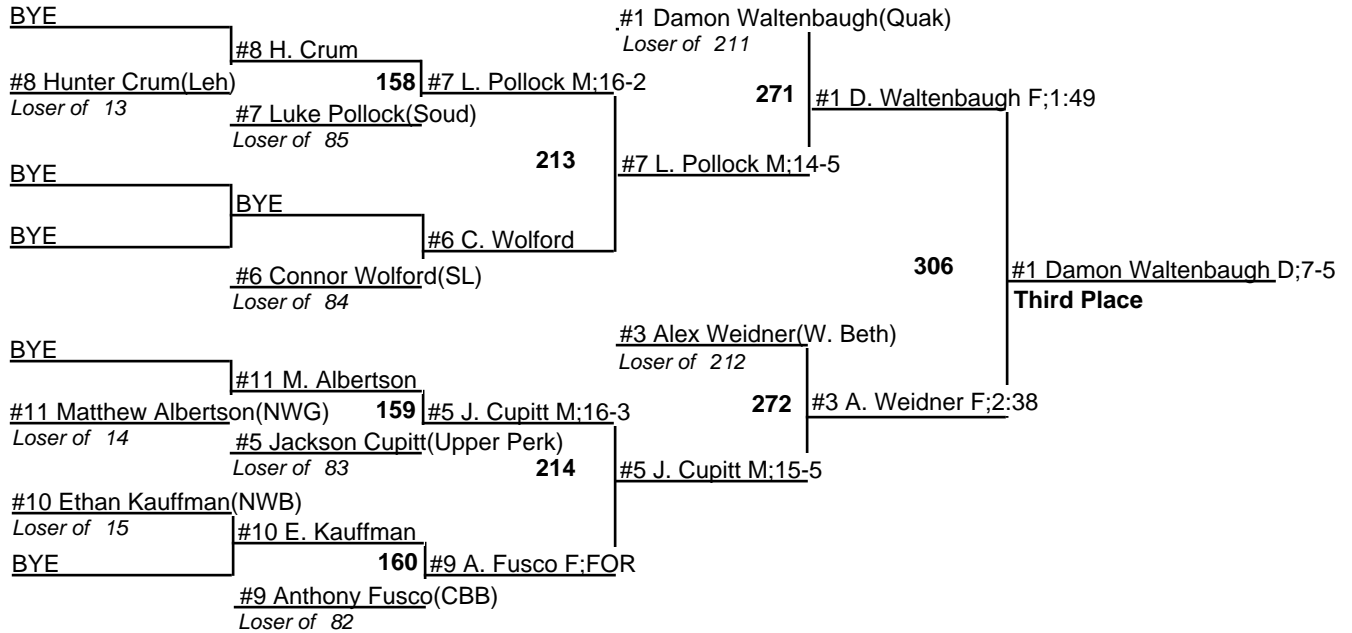 BYE
#1 Damon Waltenbaugh(Quak)
Loser of 211
#8 H. Crum
#8 Hunter Crum(Leh)
158
#7 L. Pollock M;16-2
271
#1 D. Waltenbaugh F;1:49
Loser of 13
#7 Luke Pollock(Soud)
Loser of 85
213
#7 L. Pollock M;14-5
BYE
BYE
BYE
#6 C. Wolford
306
#1 Damon Waltenbaugh D;7-5
#6 Connor Wolford(SL)
Loser of 84
Third Place
#3 Alex Weidner(W. Beth)
BYE
Loser of 212
#11 M. Albertson
#11 Matthew Albertson(NWG)
159
#5 J. Cupitt M;16-3
272
#3 A. Weidner F;2:38
Loser of 14
#5 Jackson Cupitt(Upper Perk)
Loser of 83
214
#5 J. Cupitt M;15-5
#10 Ethan Kauffman(NWB)
Loser of 15
#10 E. Kauffman
BYE
160
#9 A. Fusco F;FOR
#9 Anthony Fusco(CBB)
Loser of 82